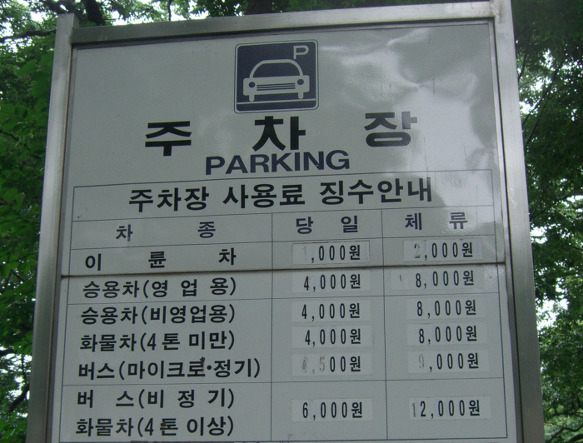 P
주 차 장
PARKING
주차장 사용료 징수안내
차 종 당 일 체 류
이 륜 차 1,000원 2,000원
승용차(영 업 용) 4,000원 8,000원
승용차(비영업용) 4,000원 8,000원
화물차(4톤 미만) 4,000원 8,000원
버스(마이크로·정기) 4,500원 9,000원
버 스(비 정 기) 6,000원 12,000원
화물차(4톤 이상)